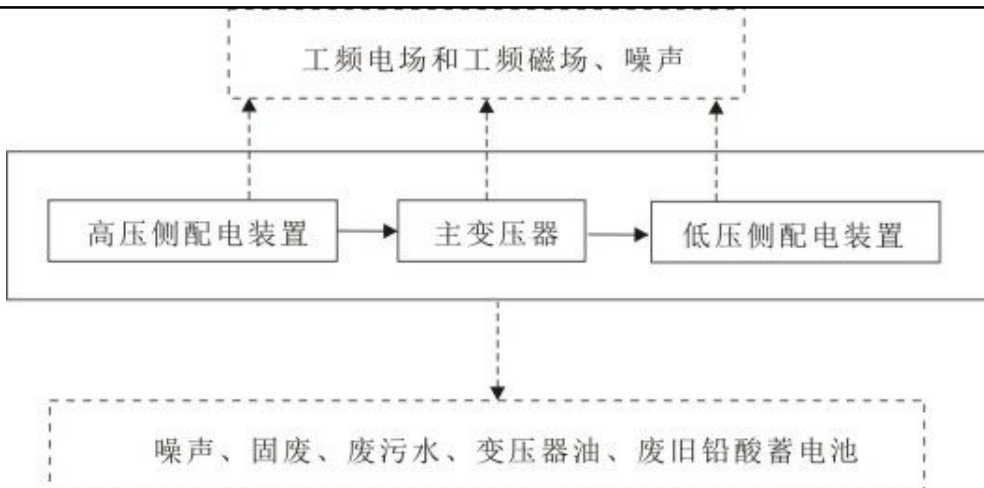 工频电场和工频磁场、噪声
高压侧配电装置
主变压器
低压侧配电装置
噪声、固废、废污水、变压器油、废旧铅酸蓄电池